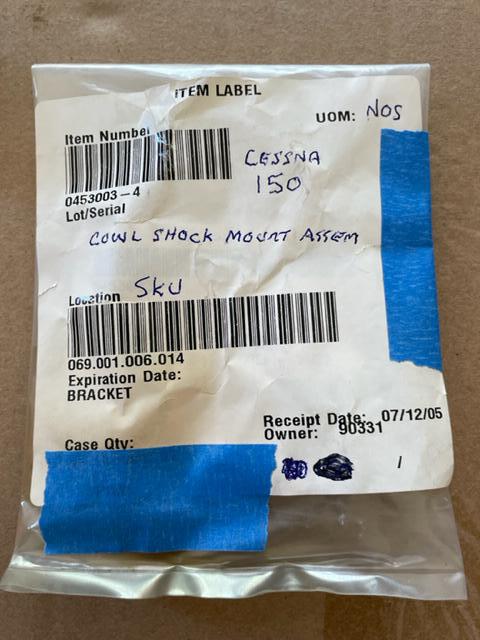 ITEM LABEL
UOM: NOS
Item Number
CESSNA
150
0453003-4
Lot/Serial
COWL SHOCK MOUNT ASSEM
Location SKU
069.001.006.014
Expiration Date:
BRACKET
Receipt Date: 07/12/05
Owner: 90331
Case Qty: